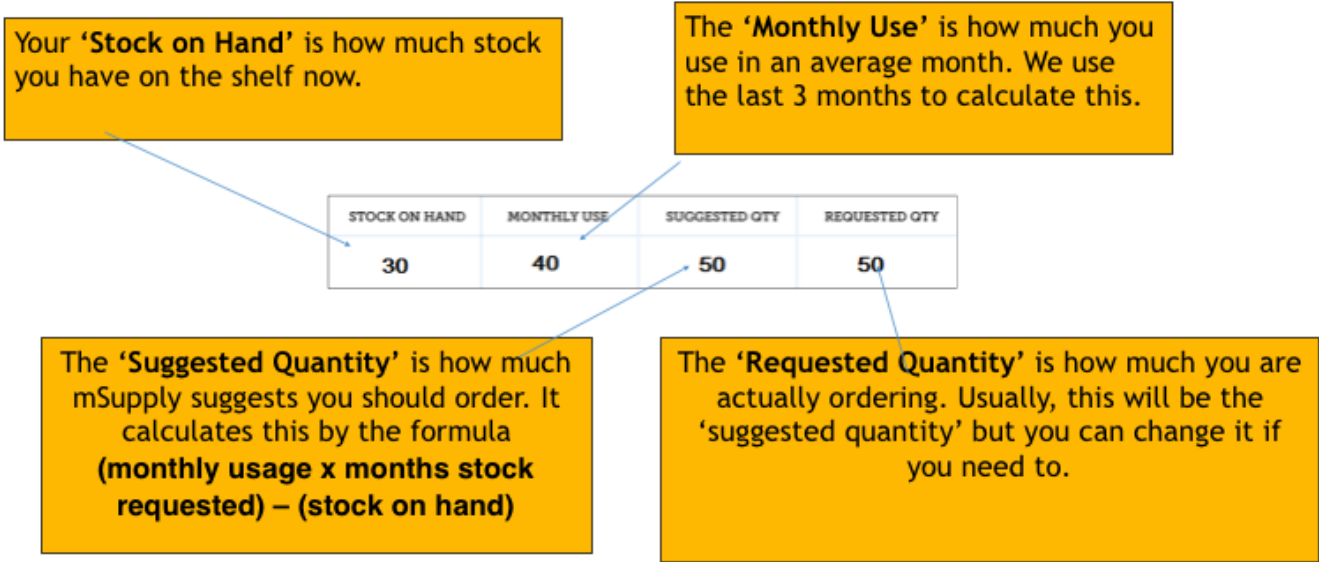 Your ‘Stock on Hand’ is how much stock
you have on the shelf now.
The ‘Monthly Use’ is how much you
use in an average month. We use
the last 3 months to calculate this.
STOCK ON HAND MONTHLY USE SUGGESTED QTY REQUESTED QTY
30 40 50 50
The ‘Suggested Quantity’ is how much
mSupply suggests you should order. It
calculates this by the formula
(monthly usage x months stock
requested) – (stock on hand)
The ‘Requested Quantity’ is how much you are
actually ordering. Usually, this will be the
‘suggested quantity’ but you can change it if
you need to.